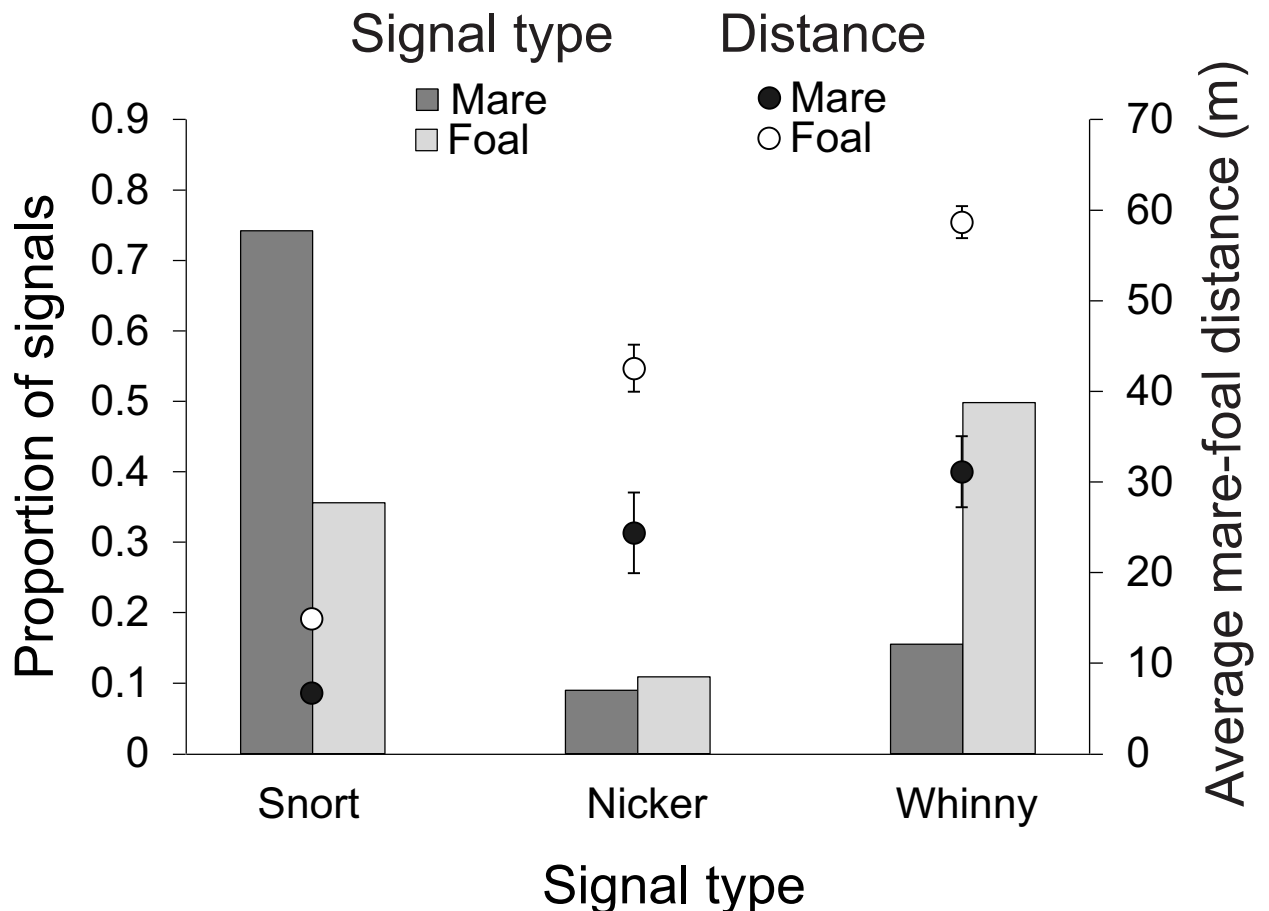 Signal type Distance
Mare Mare
Foal Foal
0.9
0.8
0.7
0.6
0.5
0.4
0.3
0.2
0.1
0
Proportion of signals
70
60
50
40
30
20
10
0
Average mare-foal distance (m)
Snort Nicker Whinny
Signal type